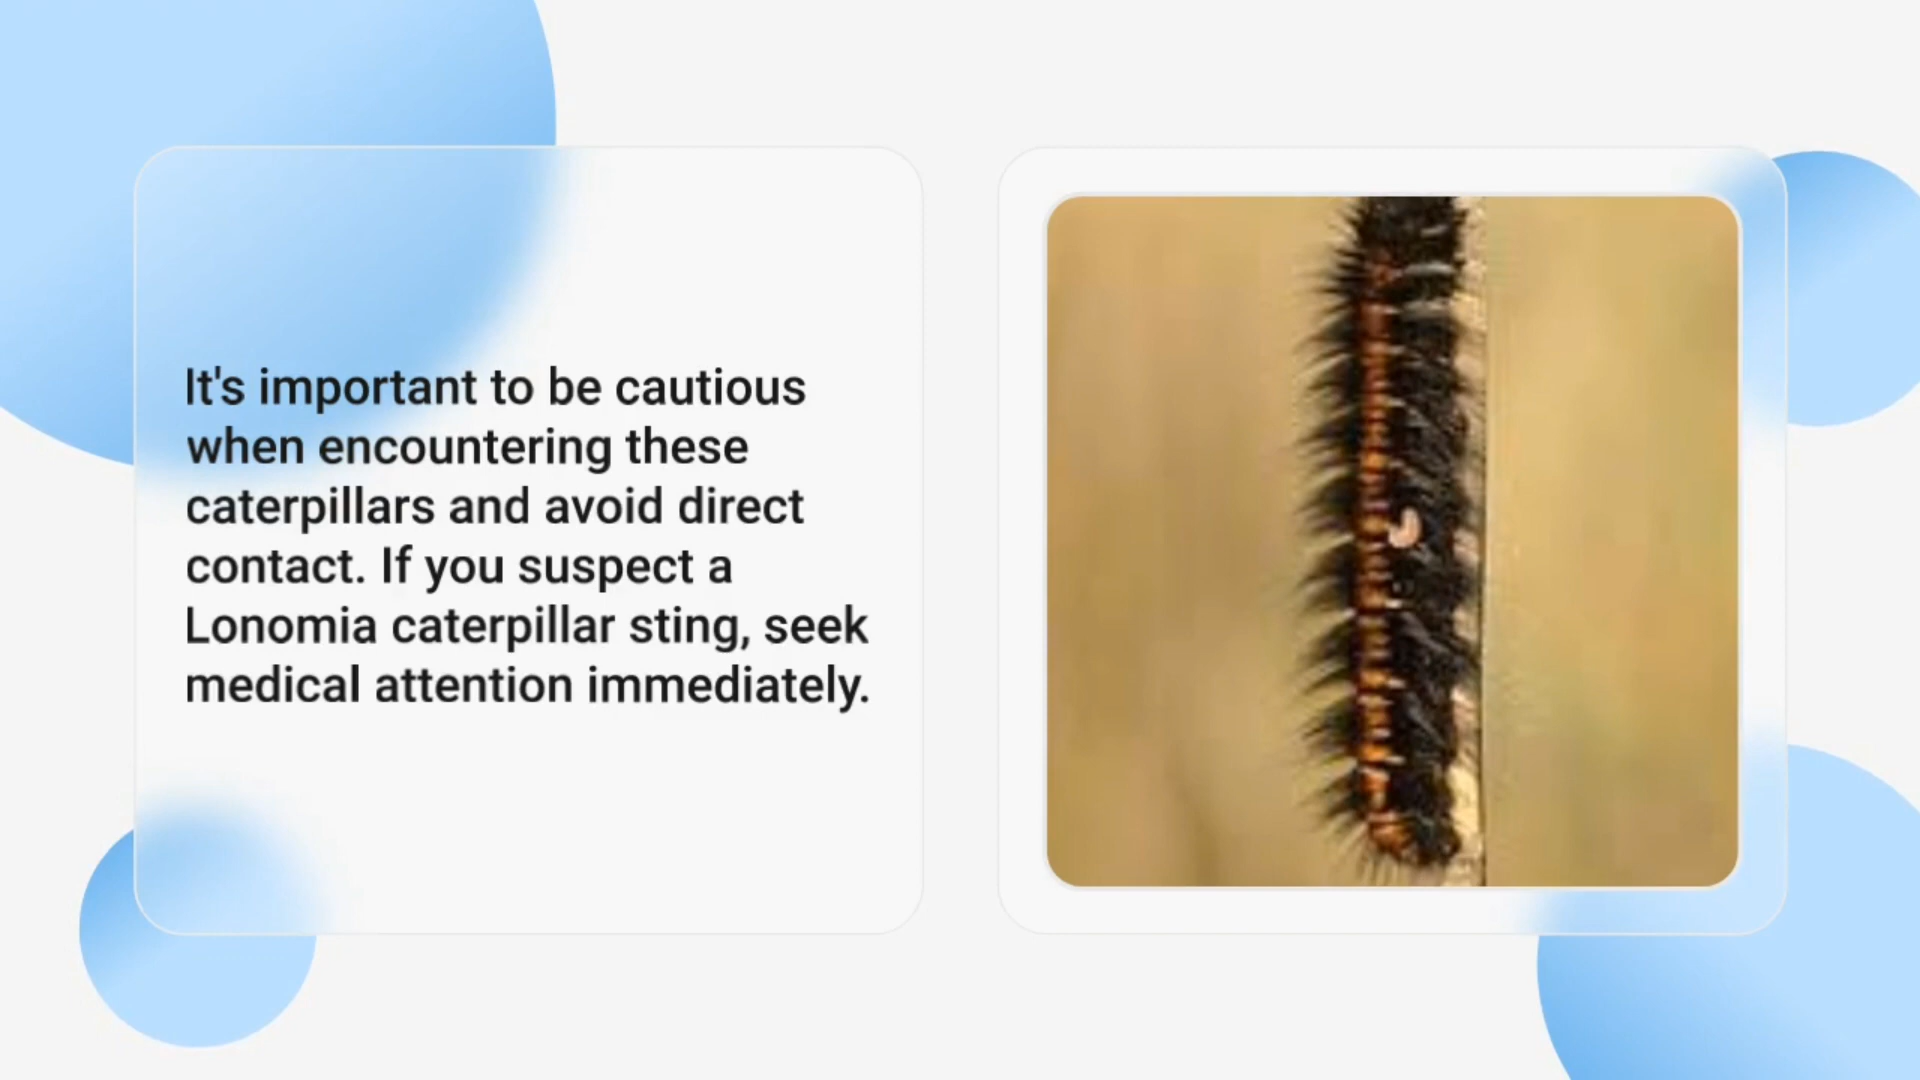 It's important to be cautious
when encountering these
caterpillars and avoid direct
contact. If you suspect a
Lonomia caterpillar sting, seek
medical attention immediately.